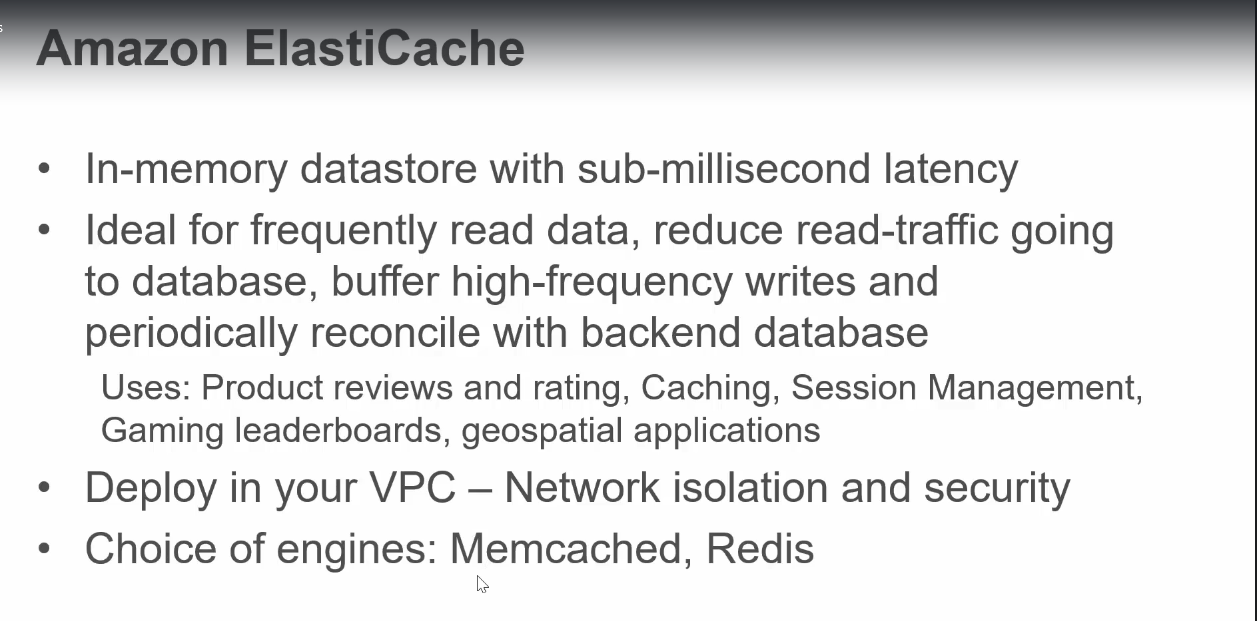 Amazon ElastiCache
• In-memory datastore with sub-millisecond latency
• Ideal for frequently read data, reduce read-traffic going
to database, buffer high-frequency writes and
periodically reconcile with backend database
Uses: Product reviews and rating, Caching, Session Management,
Gaming leaderboards, geospatial applications
• Deploy in your VPC – Network isolation and security
• Choice of engines: Memcached, Redis